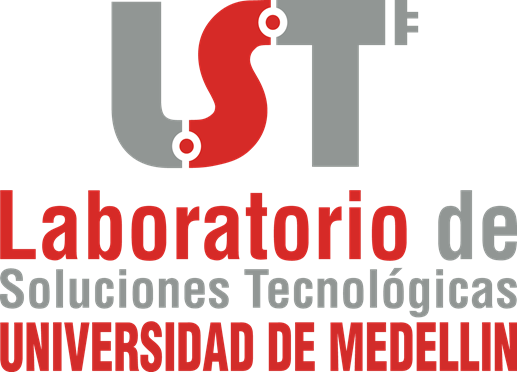 LST
Laboratorio de
Soluciones Tecnológicas
UNIVERSIDAD DE MEDELLIN